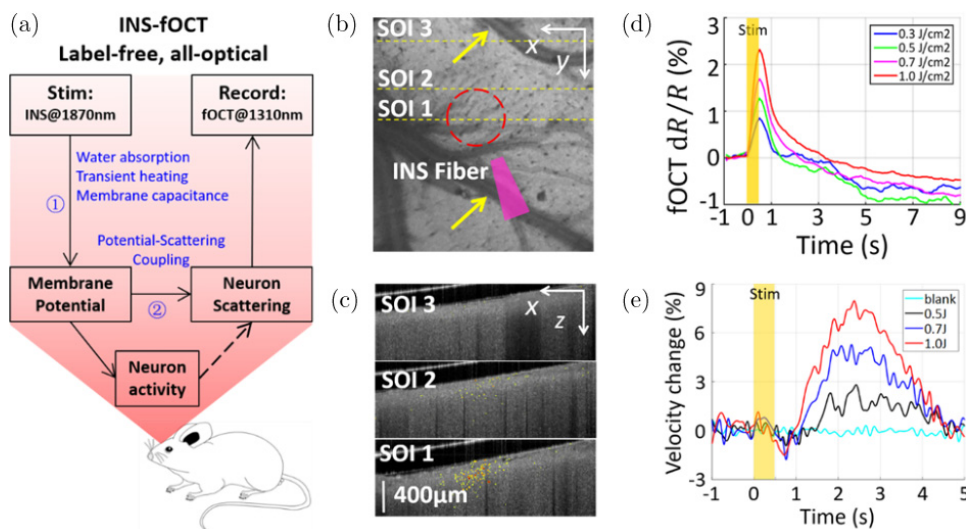 (a)
INS-fOCT
Label-free, all-optical
Stim:
INS@1870nm
Record:
fOCT@1310nm
Water absorption
Transient heating
Membrane capacitance
①
Potential-Scattering
Coupling
Membrane
Potential
②
Neuron
Scattering
Neuron
activity
(b)
SOI 3
x
y
SOI 2
SOI 1
INS Fiber
(c)
SOI 3
x
z
SOI 2
SOI 1
400μm
(d)
fOCT dR/R (%)
3
2
1
0
-1
Stim
0.3 J/cm2
0.5 J/cm2
0.7 J/cm2
1.0 J/cm2
-1 0 1 3 5 7 9
Time (s)
(e)
Velocity change (%)
9
6
3
0
-3
Stim
blank
0.5J
0.7J
1.0J
-1 0 1 2 3 4 5
Time (s)